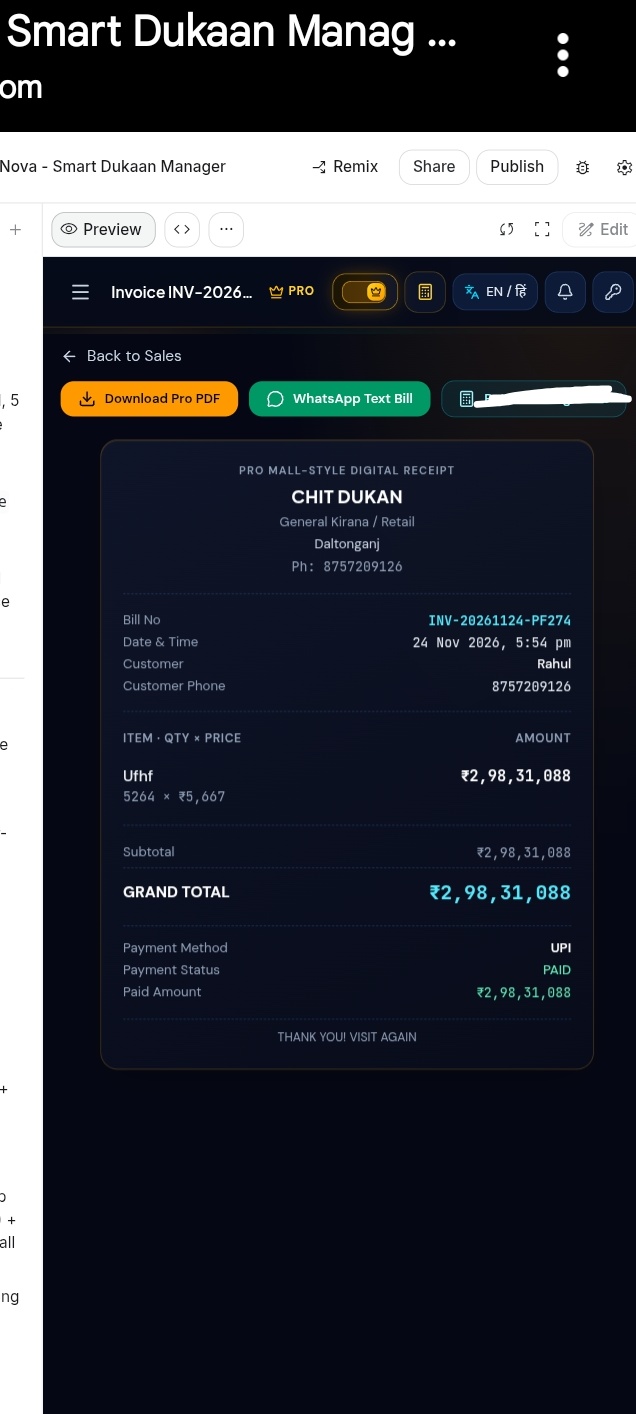 Smart Dukaan Manag ...
om
Nova - Smart Dukaan Manager
Remix
Share
Publish
Preview
Edit
Invoice INV-2026...
PRO
EN / हिं
Back to Sales
Download Pro PDF
WhatsApp Text Bill
PRO MALL-STYLE DIGITAL RECEIPT
CHIT DUKAN
General Kirana / Retail
Daltonganj
Ph: 8757209126
Bill No INV-20261124-PF274
Date & Time 24 Nov 2026, 5:54 pm
Customer Rahul
Customer Phone 8757209126
ITEM · QTY × PRICE AMOUNT
Ufhf ₹2,98,31,088
5264 × ₹5,667
Subtotal ₹2,98,31,088
GRAND TOTAL ₹2,98,31,088
Payment Method UPI
Payment Status PAID
Paid Amount ₹2,98,31,088
THANK YOU! VISIT AGAIN
, 5
e
e
e
e
-
+
+
all
ng